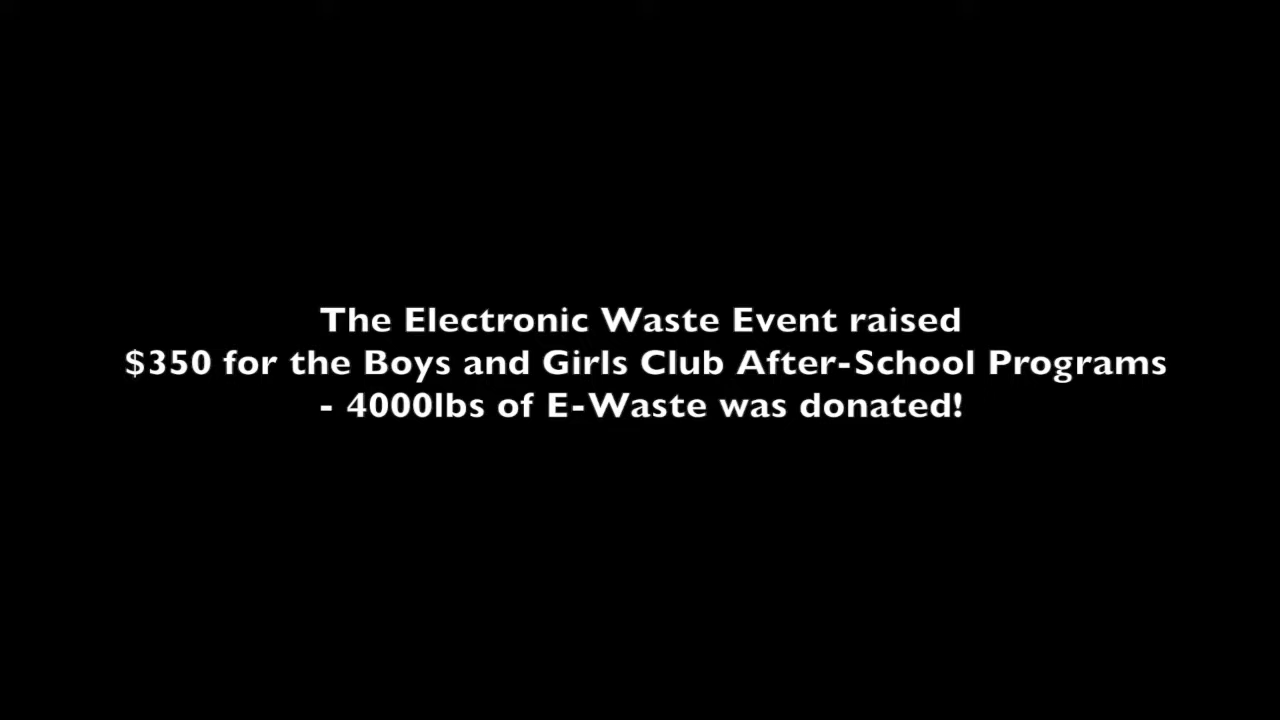 The Electronic Waste Event raised
$350 for the Boys and Girls Club After-School Programs
- 4000lbs of E-Waste was donated!